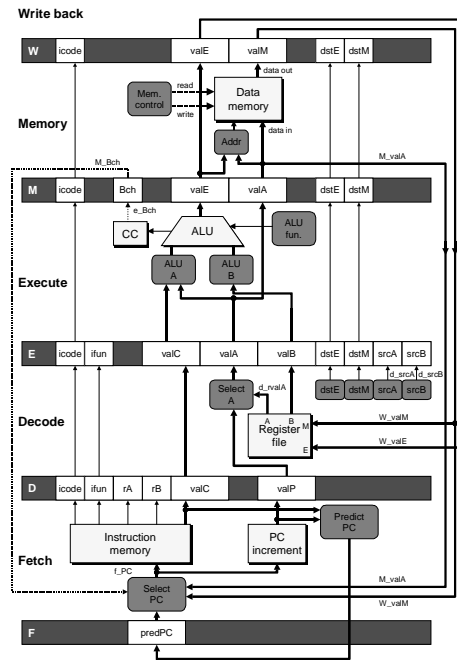 Write back
W icode valE valM dstE dstM
data out
read
Mem.
control
Data
memory
write
Memory
Addr
data in
M_Bch
M_valA
M icode Bch valE valA dstE dstM
e_Bch
CC
ALU
ALU
fun.
ALU
A
ALU
B
Execute
E icode ifun valC valA valB dstE dstM srcA srcB
d_srcA d_srcB
Select
A
d_rvalA
dstE dstM srcA srcB
A B
M
Register
file
E
W_valM
W_valE
Decode
D icode ifun rA rB valC valP
Predict
PC
Instruction
memory
PC
increment
Fetch
f_PC
M_valA
Select
PC
W_valM
F predPC